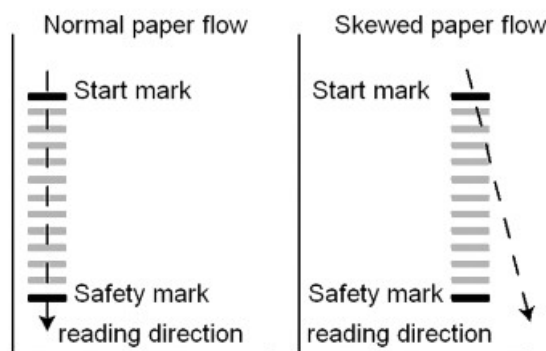 Normal paper flow
Start mark
Safety mark
reading direction
Skewed paper flow
Start mark
Safety mark
reading direction